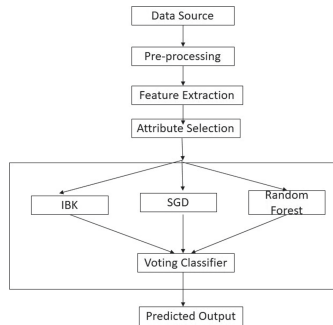 Data Source
Pre-processing
Feature Extraction
Attribute Selection
IBK
SGD
Random
Forest
Voting Classifier
Predicted Output